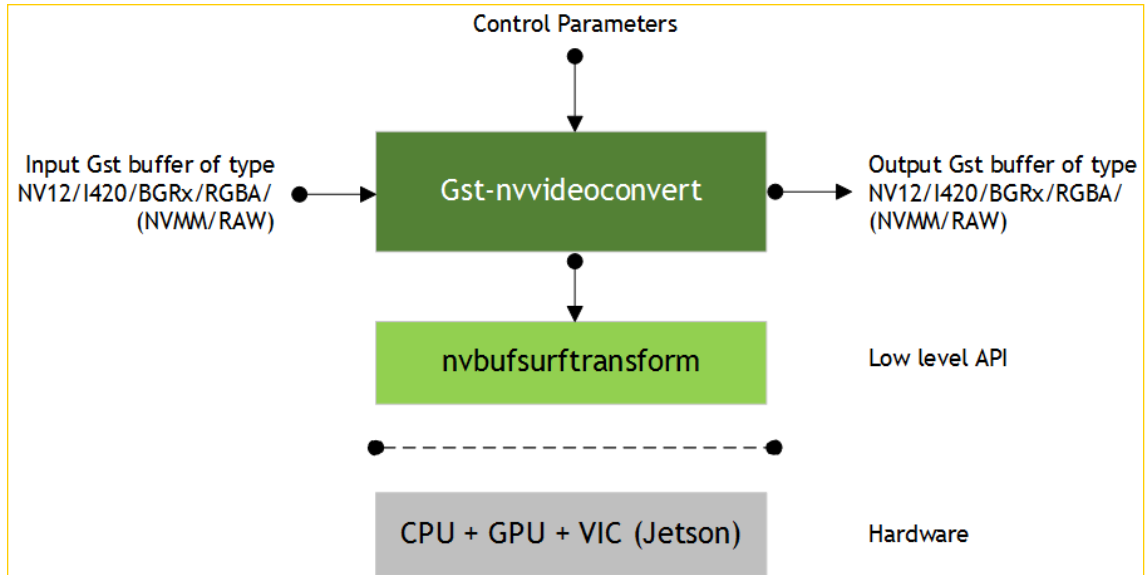 Control Parameters
Input Gst buffer of type
NV12/I420/BGRx/RGBA/
(NVMM/RAW)
Gst-nvvideoconvert
Output Gst buffer of type
NV12/I420/BGRx/RGBA/
(NVMM/RAW)
nvbufsurftransform
Low level API
CPU + GPU + VIC (Jetson)
Hardware